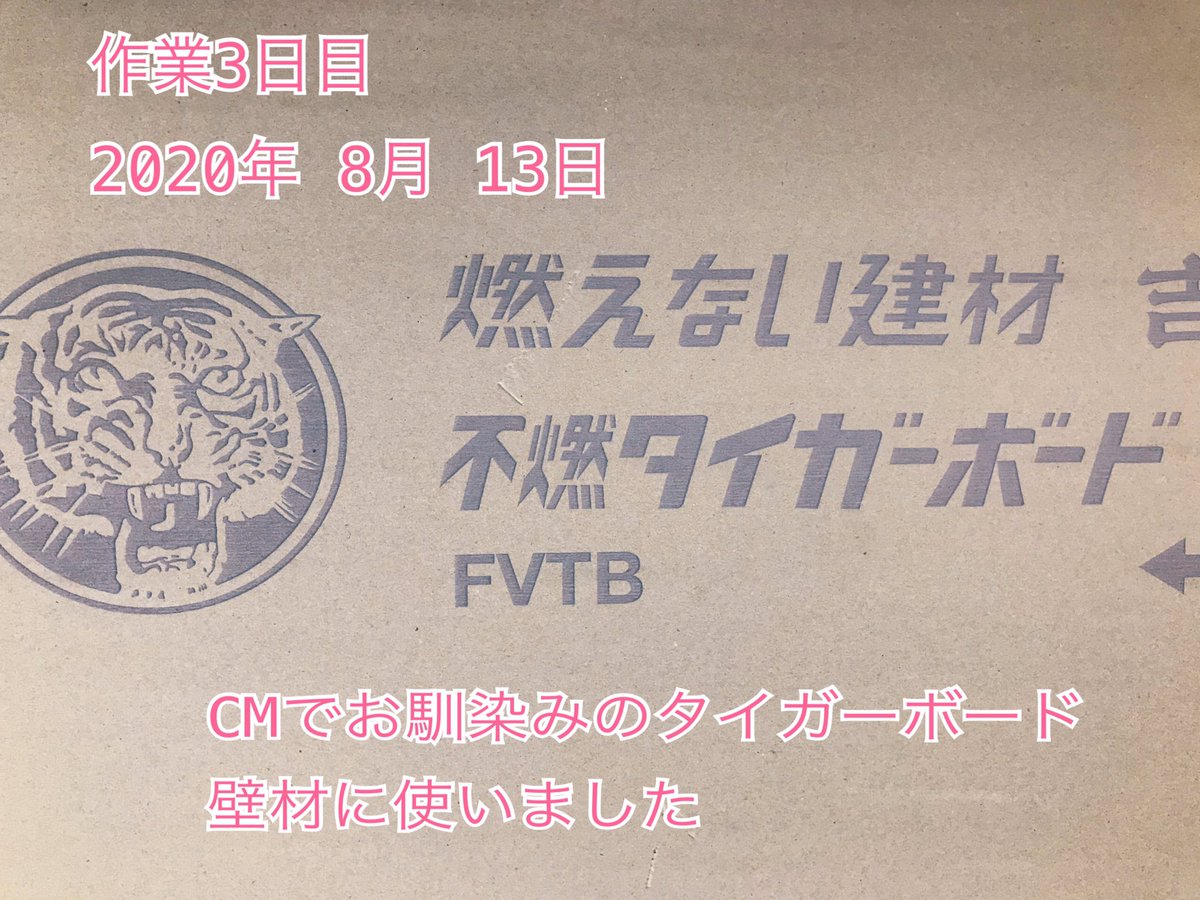 作業3日目
2020年 8月 13日
燃えない建材 吉
不燃タイガーボード
FVTB
CMでお馴染みのタイガーボード
壁材に使いました